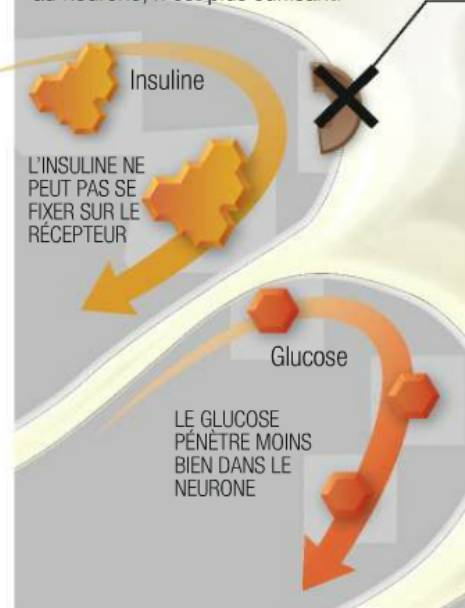 Insuline
L'INSULINE NE
PEUT PAS SE
FIXER SUR LE
RÉCEPTEUR
Glucose
LE GLUCOSE
PÉNÈTRE MOINS
BIEN DANS LE
NEURONE